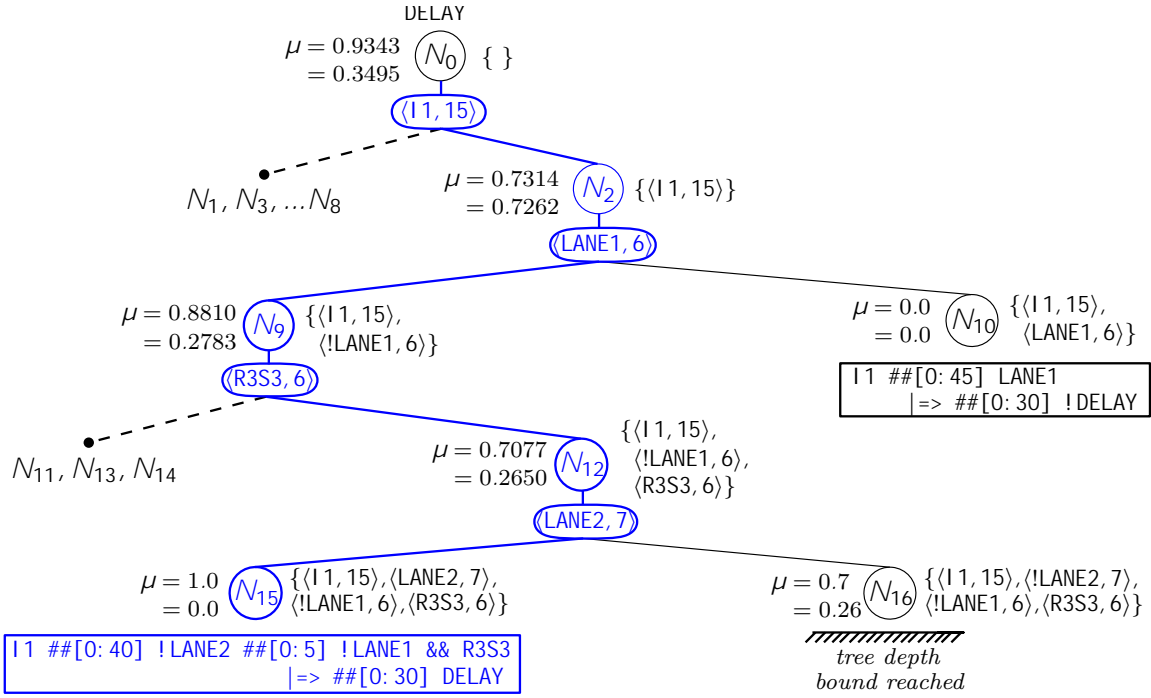 DELAY
μ = 0.9343
= 0.3495
N0
{ }
⟨I1, 15⟩
N1, N3, ...N8
μ = 0.7314
= 0.7262
N2
{⟨I1, 15⟩}
⟨LANE1, 6⟩
μ = 0.8810
= 0.2783
N9
{⟨I1, 15⟩,
⟨!LANE1, 6⟩}
μ = 0.0
= 0.0
N10
{⟨I1, 15⟩,
⟨LANE1, 6⟩}
⟨R3S3, 6⟩
I1 ##[0:45] LANE1
|=> ##[0:30] !DELAY
N11, N13, N14
μ = 0.7077
= 0.2650
N12
{⟨I1, 15⟩,
⟨!LANE1, 6⟩,
⟨R3S3, 6⟩}
⟨LANE2, 7⟩
μ = 1.0
= 0.0
N15
{⟨I1, 15⟩,⟨LANE2, 7⟩,
⟨!LANE1, 6⟩,⟨R3S3, 6⟩}
μ = 0.7
= 0.26
N16
{⟨I1, 15⟩,⟨!LANE2, 7⟩,
⟨!LANE1, 6⟩,⟨R3S3, 6⟩}
I1 ##[0:40] !LANE2 ##[0:5] !LANE1 && R3S3
|=> ##[0:30] DELAY
tree depth
bound reached